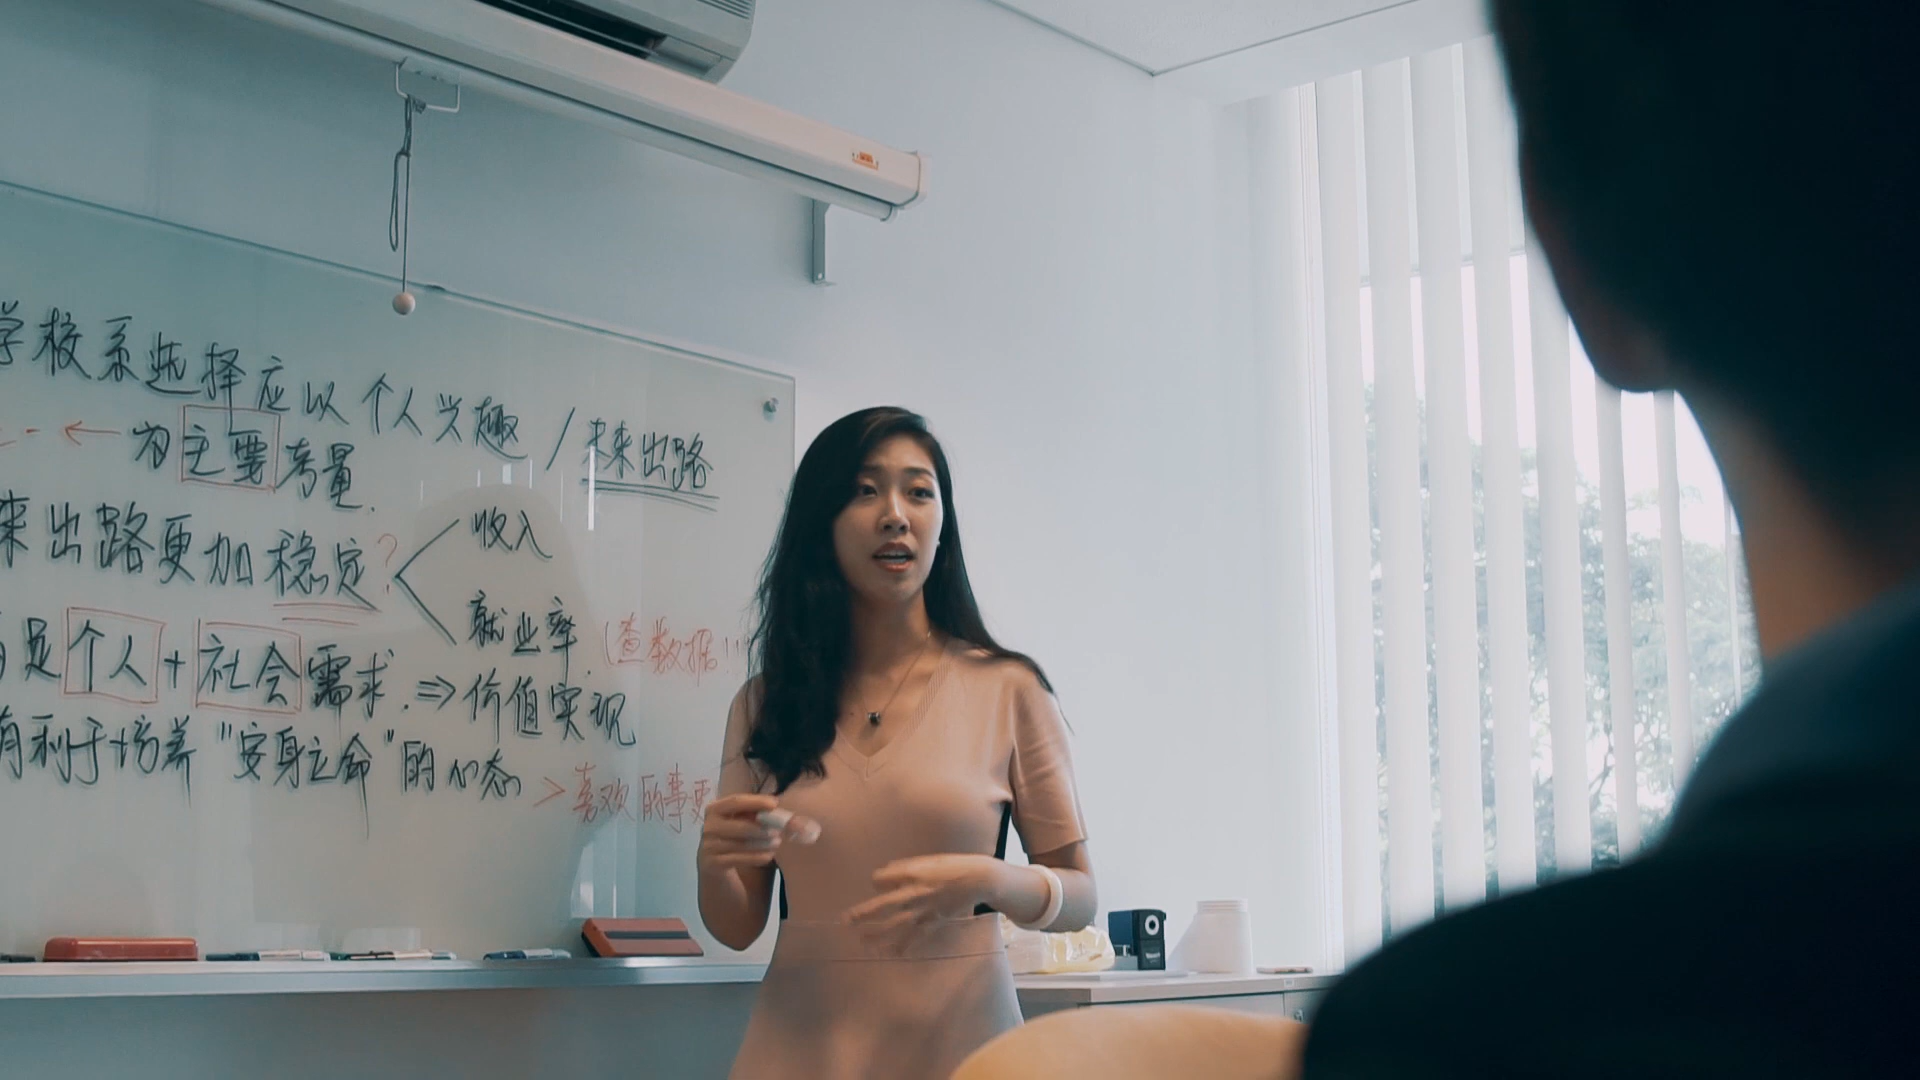 学校系选择应以个人兴趣 / 未来出路
为主要考量.
来出路更加稳定?
收入
就业率. (查数据!!
是个人 + 社会需求. ⇒ 价值实现
有利于培养 "安身立命" 的心态
> 喜欢的事更